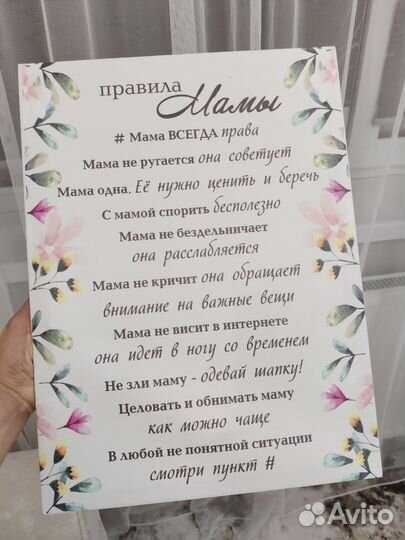 правила
Мамы
# Мама ВСЕГДА права
Мама не ругается она советует
Мама одна. Её нужно ценить и беречь
С мамой спорить бесполезно
Мама не бездельничает
она расслабляется
Мама не кричит она обращает
внимание на важные вещи
Мама не висит в интернете
она идет в ногу со временем
Не зли маму - одевай шапку!
Целовать и обнимать маму
как можно чаще
В любой не понятной ситуации
смотри пункт #
Avito